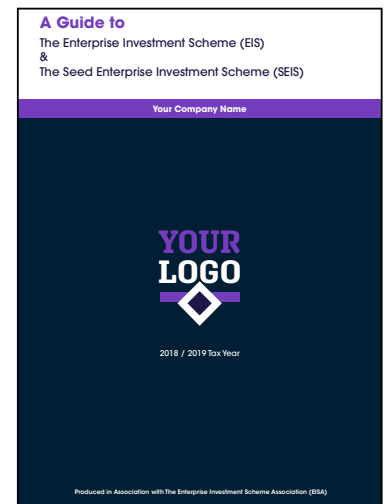 A Guide to
The Enterprise Investment Scheme (EIS)
&
The Seed Enterprise Investment Scheme (SEIS)
Your Company Name
YOUR
LOGO
2018 / 2019 Tax Year
Produced in Association with The Enterprise Investment Scheme Association (EISA)